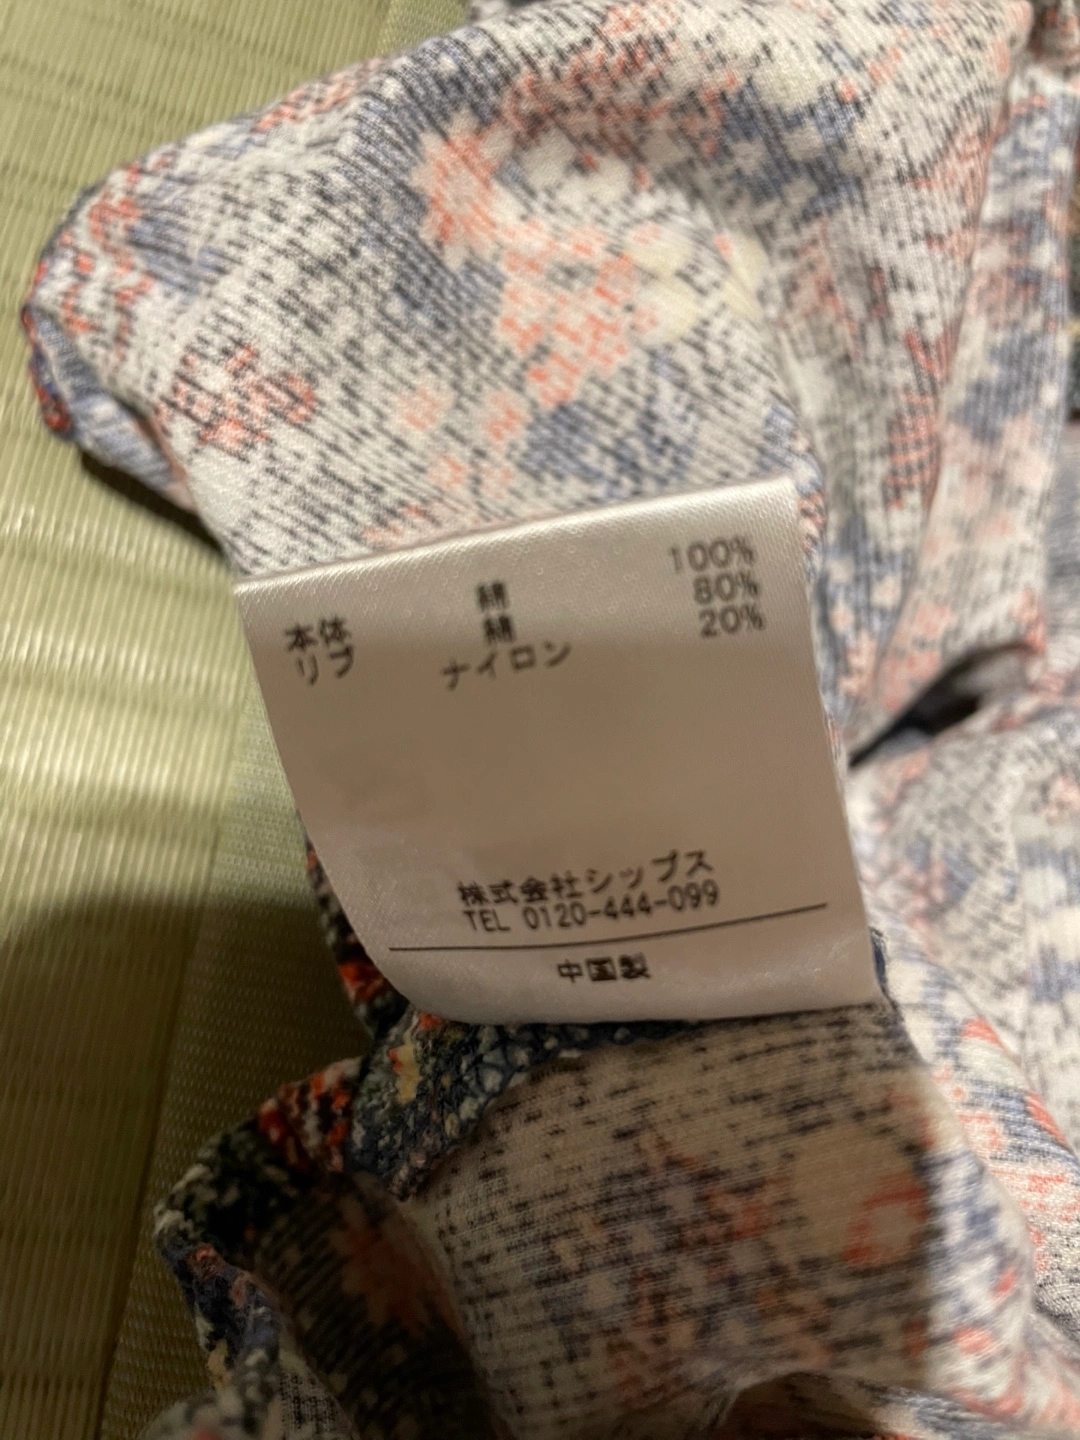 本体 綿 100%
リブ 綿 80%
ナイロン 20%
株式会社シップス
TEL 0120-444-099
中国製